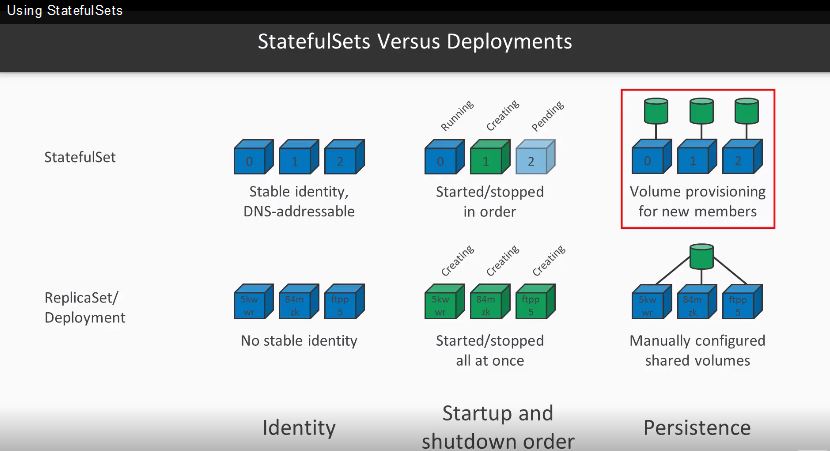 Using StatefulSets
StatefulSets Versus Deployments
Running
Creating
Pending
StatefulSet
0
1
2
0
1
2
0
1
2
Stable identity,
DNS-addressable
Started/stopped
in order
Volume provisioning
for new members
Creating
Creating
Creating
ReplicaSet/
Deployment
5kw
wr
84m
zk
ftpp
5
5kw
wr
84m
zk
ftpp
5
5kw
wr
84m
zk
ftpp
5
No stable identity
Started/stopped
all at once
Manually configured
shared volumes
Identity
Startup and
shutdown order
Persistence